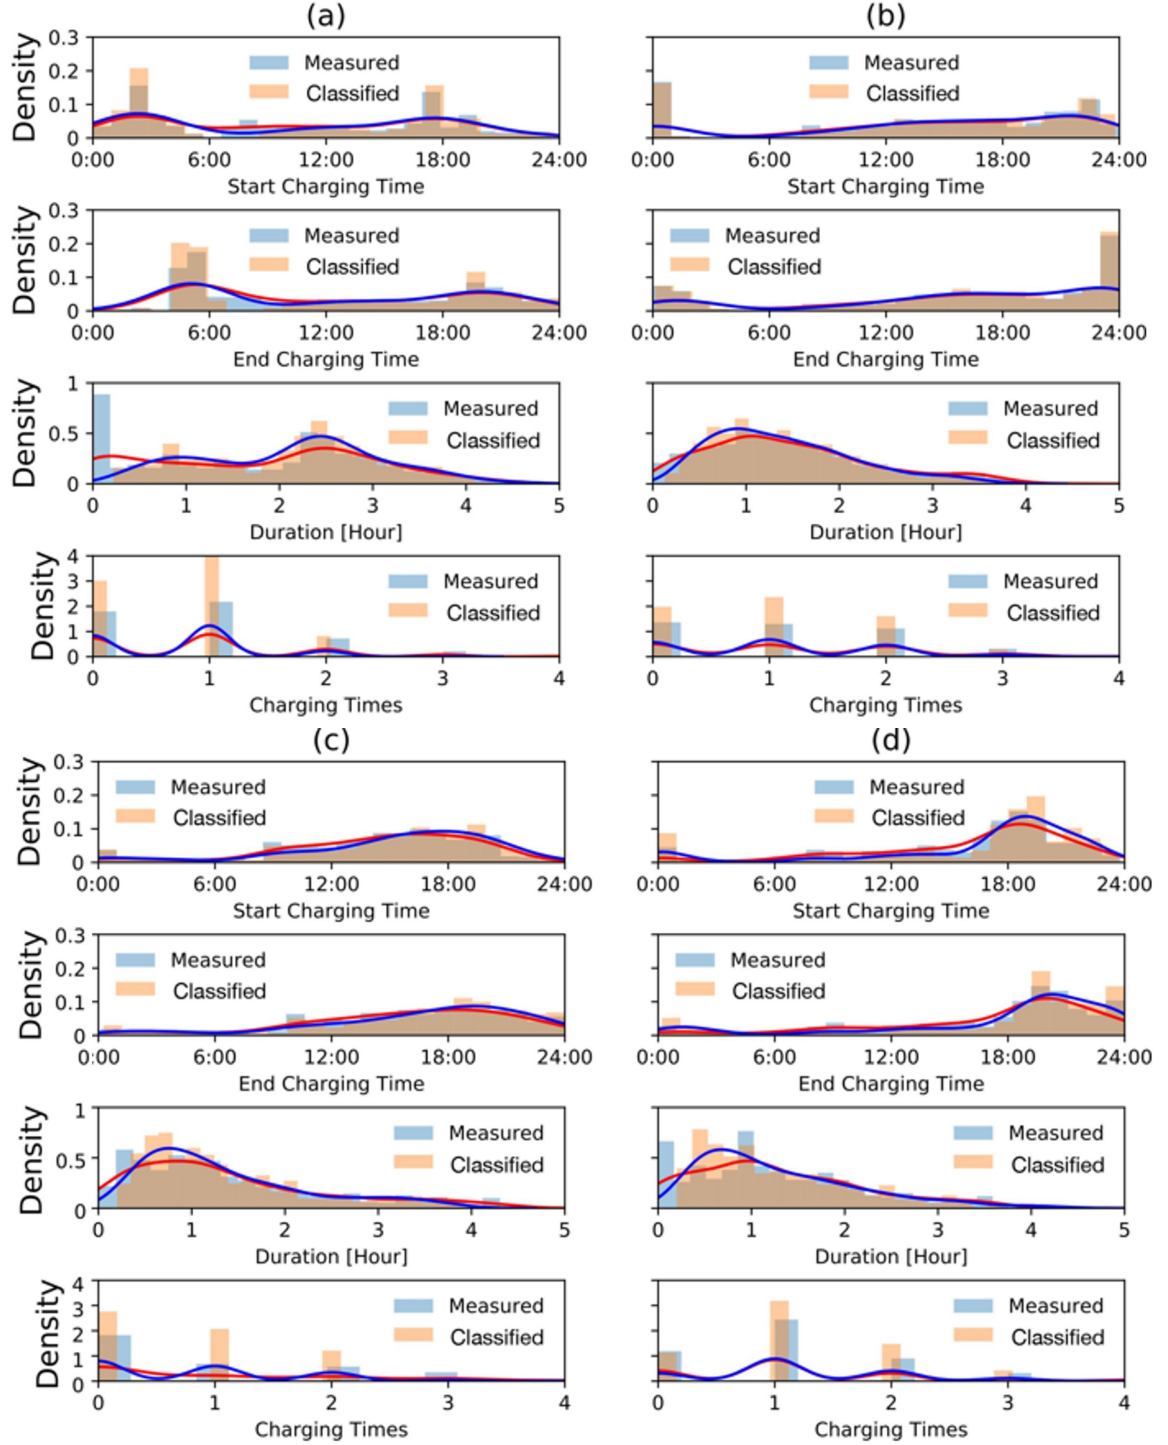 (a) (b)
Density 0.3 0.2 0.1 0 Measured Classified 0:00 6:00 12:00 18:00 24:00 Start Charging Time
Measured Classified 0:00 6:00 12:00 18:00 24:00 Start Charging Time
Density 0.3 0.2 0.1 0 Measured Classified 0:00 6:00 12:00 18:00 24:00 End Charging Time
Measured Classified 0:00 6:00 12:00 18:00 24:00 End Charging Time
Density 1 0.5 0 Measured Classified 0 1 2 3 4 5 Duration [Hour]
Measured Classified 0 1 2 3 4 5 Duration [Hour]
Density 4 3 2 1 0 Measured Classified 0 1 2 3 4 Charging Times
Measured Classified 0 1 2 3 4 Charging Times
(c) (d)
Density 0.3 0.2 0.1 0 Measured Classified 0:00 6:00 12:00 18:00 24:00 Start Charging Time
Measured Classified 0:00 6:00 12:00 18:00 24:00 Start Charging Time
Density 0.3 0.2 0.1 0 Measured Classified 0:00 6:00 12:00 18:00 24:00 End Charging Time
Measured Classified 0:00 6:00 12:00 18:00 24:00 End Charging Time
Density 1 0.5 0 Measured Classified 0 1 2 3 4 5 Duration [Hour]
Measured Classified 0 1 2 3 4 5 Duration [Hour]
Density 4 3 2 1 0 Measured Classified 0 1 2 3 4 Charging Times
Measured Classified 0 1 2 3 4 Charging Times